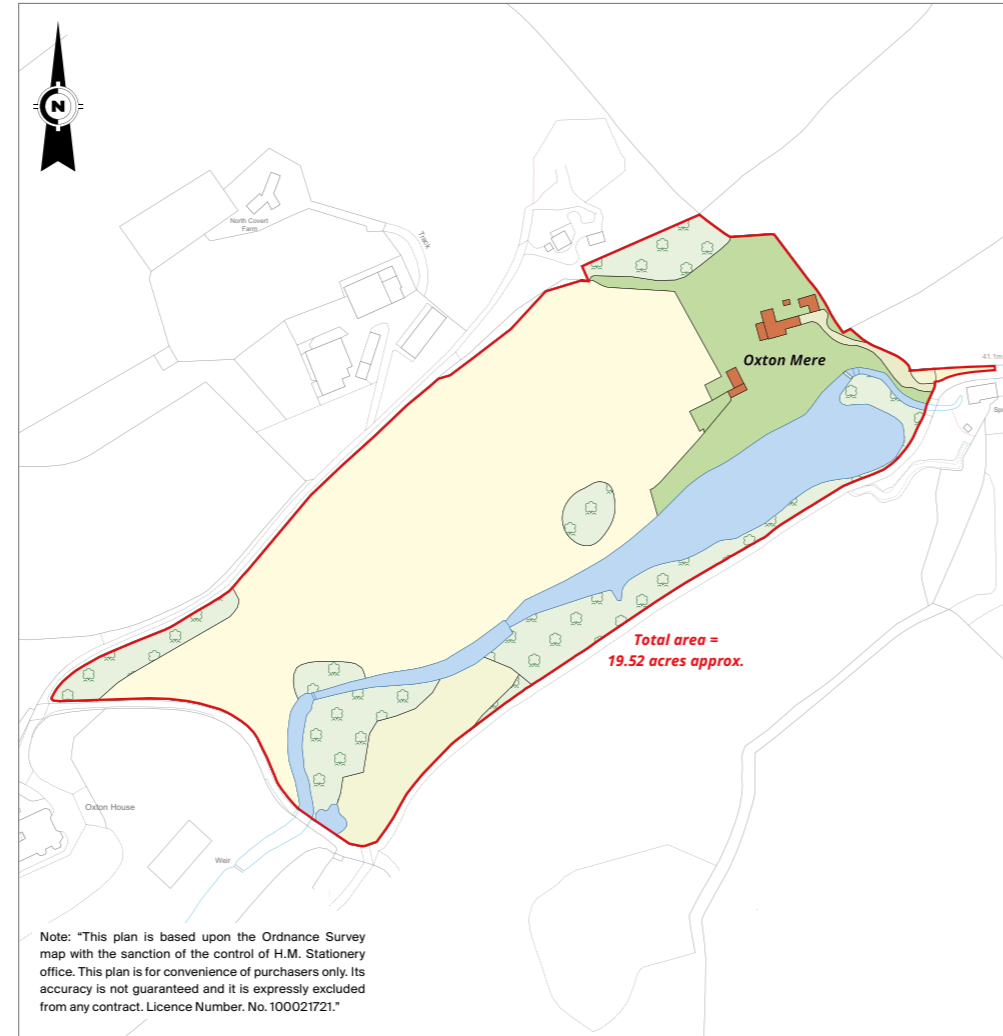 N
North Covert
Farm
Track
41.1m
Oxton Mere
Total area =
19.52 acres approx.
Oxton House
Weir
Note: “This plan is based upon the Ordnance Survey
map with the sanction of the control of H.M. Stationery
office. This plan is for convenience of purchasers only. Its
accuracy is not guaranteed and it is expressly excluded
from any contract. Licence Number. No. 100021721.”